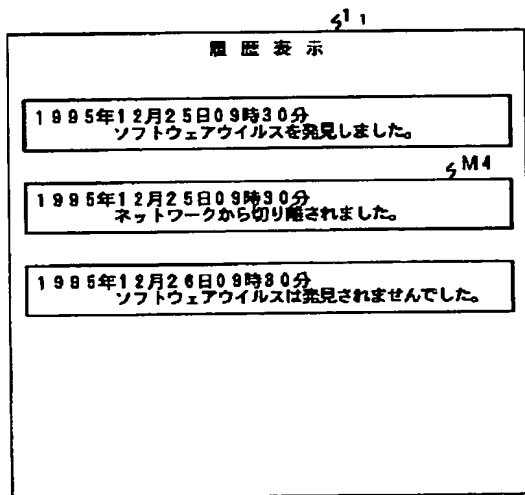 11
履歴表示
1995年12月25日09時30分
ソフトウェアウイルスを発見しました。
M4
1995年12月25日09時30分
ネットワークから切り離されました。
1995年12月26日09時30分
ソフトウェアウイルスは発見されませんでした。